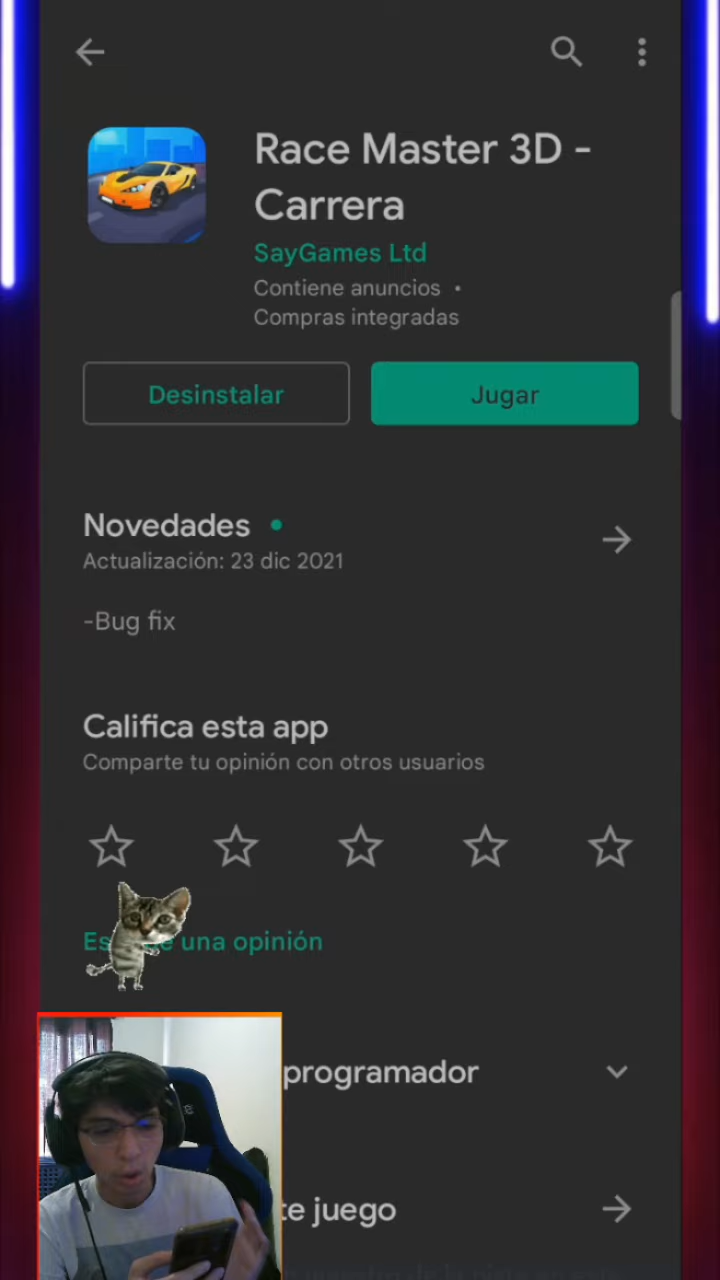 Race Master 3D -
Carrera
SayGames Ltd
Contiene anuncios •
Compras integradas
Desinstalar
Jugar
Novedades
Actualización: 23 dic 2021
-Bug fix
Califica esta app
Comparte tu opinión con otros usuarios
una opinión
programador
juego